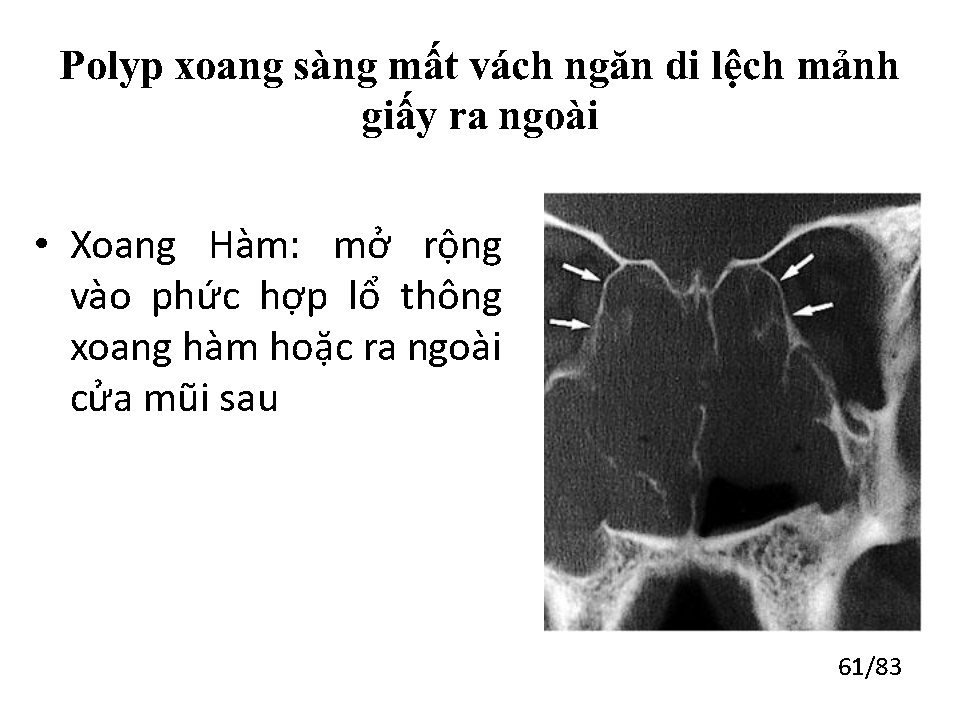 Polyp xoang sàng mất vách ngăn di lệch mảnh
giấy ra ngoài
• Xoang Hàm: mở rộng
vào phức hợp lổ thông
xoang hàm hoặc ra ngoài
cửa mũi sau
61/83